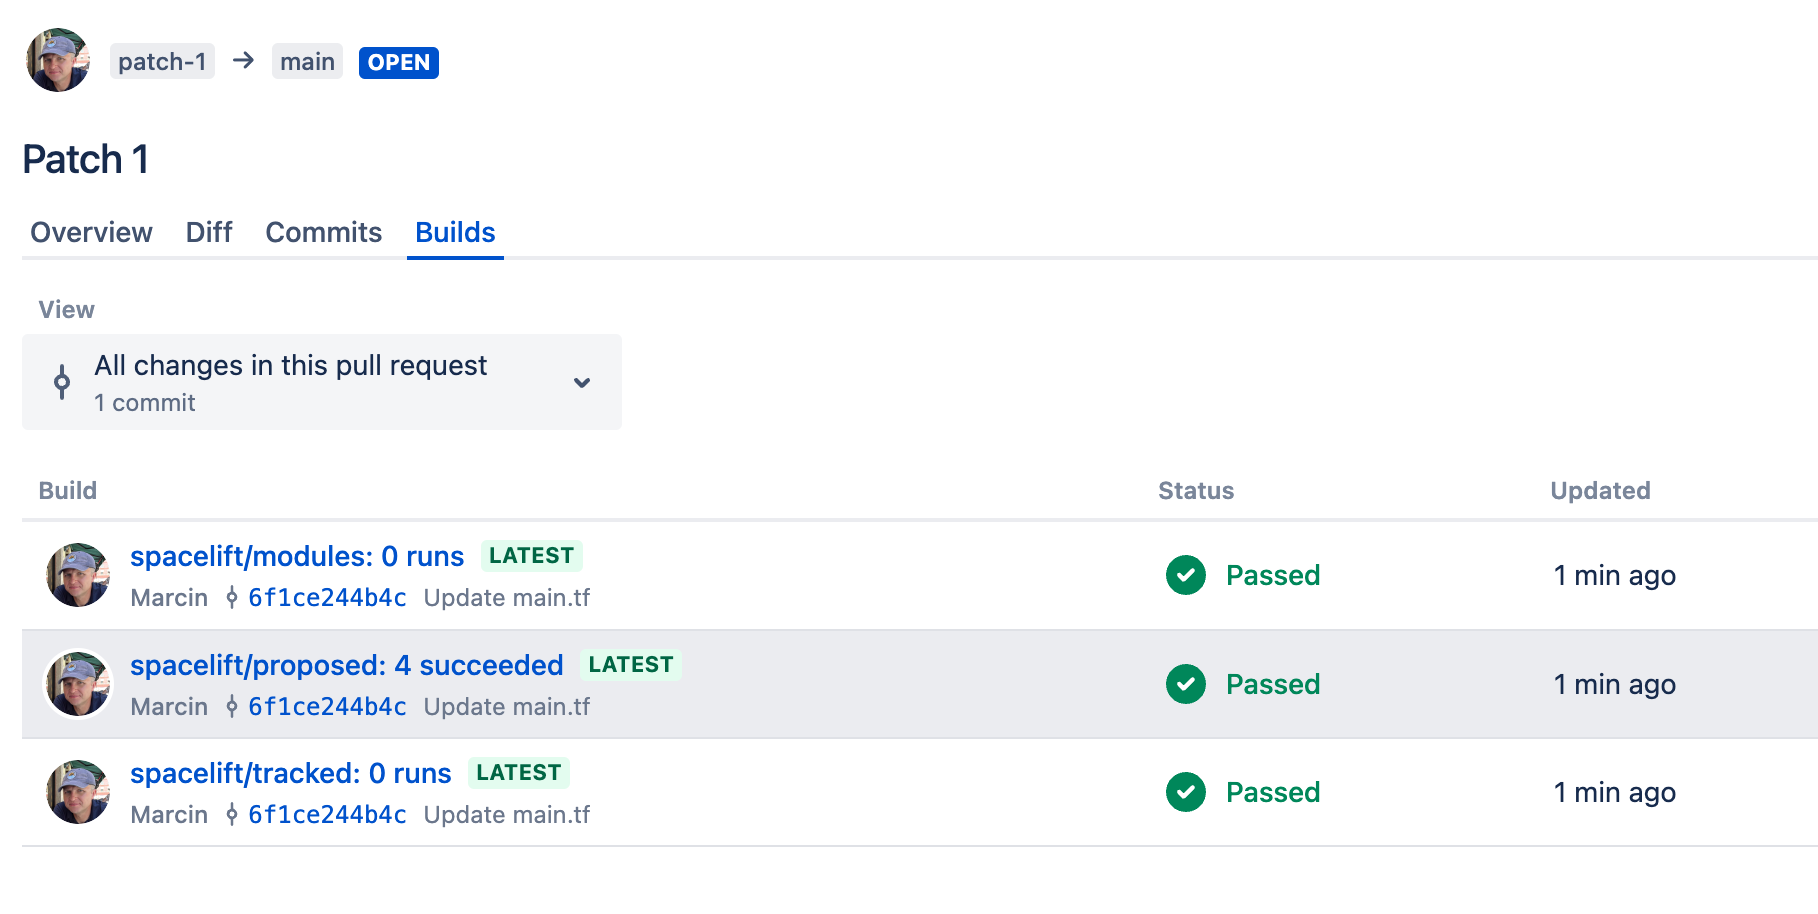 patch-1 → main OPEN
Patch 1
Overview Diff Commits Builds
View
All changes in this pull request
1 commit
Build Status Updated
spacelift/modules: 0 runs LATEST
Marcin 6f1ce244b4c Update main.tf
Passed 1 min ago
spacelift/proposed: 4 succeeded LATEST
Marcin 6f1ce244b4c Update main.tf
Passed 1 min ago
spacelift/tracked: 0 runs LATEST
Marcin 6f1ce244b4c Update main.tf
Passed 1 min ago